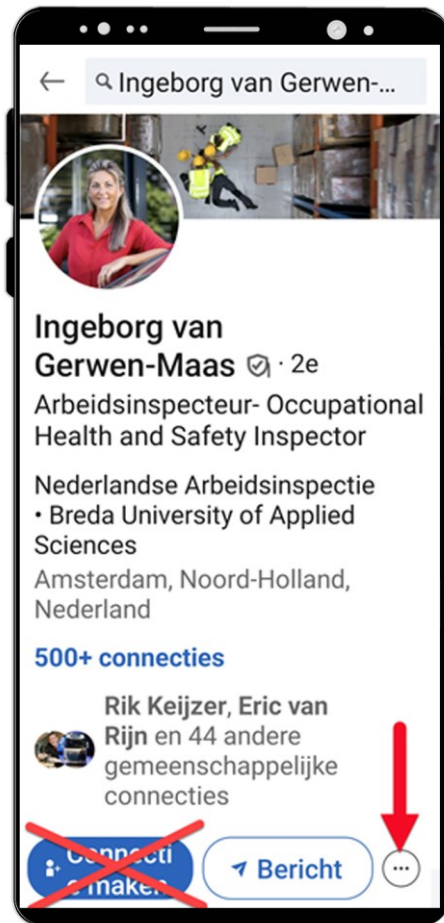 Ingeborg van Gerwen-...
Ingeborg van
Gerwen-Maas · 2e
Arbeidsinspecteur- Occupational
Health and Safety Inspector
Nederlandse Arbeidsinspectie
• Breda University of Applied
Sciences
Amsterdam, Noord-Holland,
Nederland
500+ connecties
Rik Keijzer, Eric van
Rijn en 44 andere
gemeenschappelijke
connecties
Connecti
e maken
Bericht